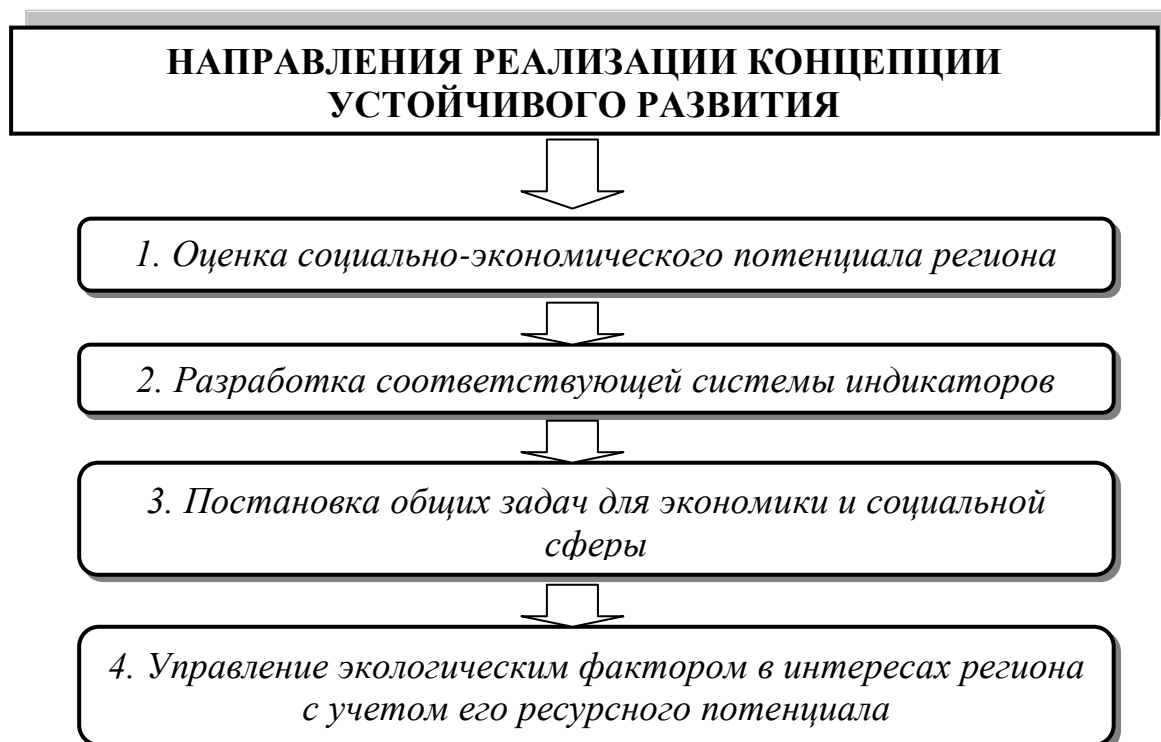 НАПРАВЛЕНИЯ РЕАЛИЗАЦИИ КОНЦЕПЦИИ
УСТОЙЧИВОГО РАЗВИТИЯ
1. Оценка социально-экономического потенциала региона
2. Разработка соответствующей системы индикаторов
3. Постановка общих задач для экономики и социальной
сферы
4. Управление экологическим фактором в интересах региона
с учетом его ресурсного потенциала